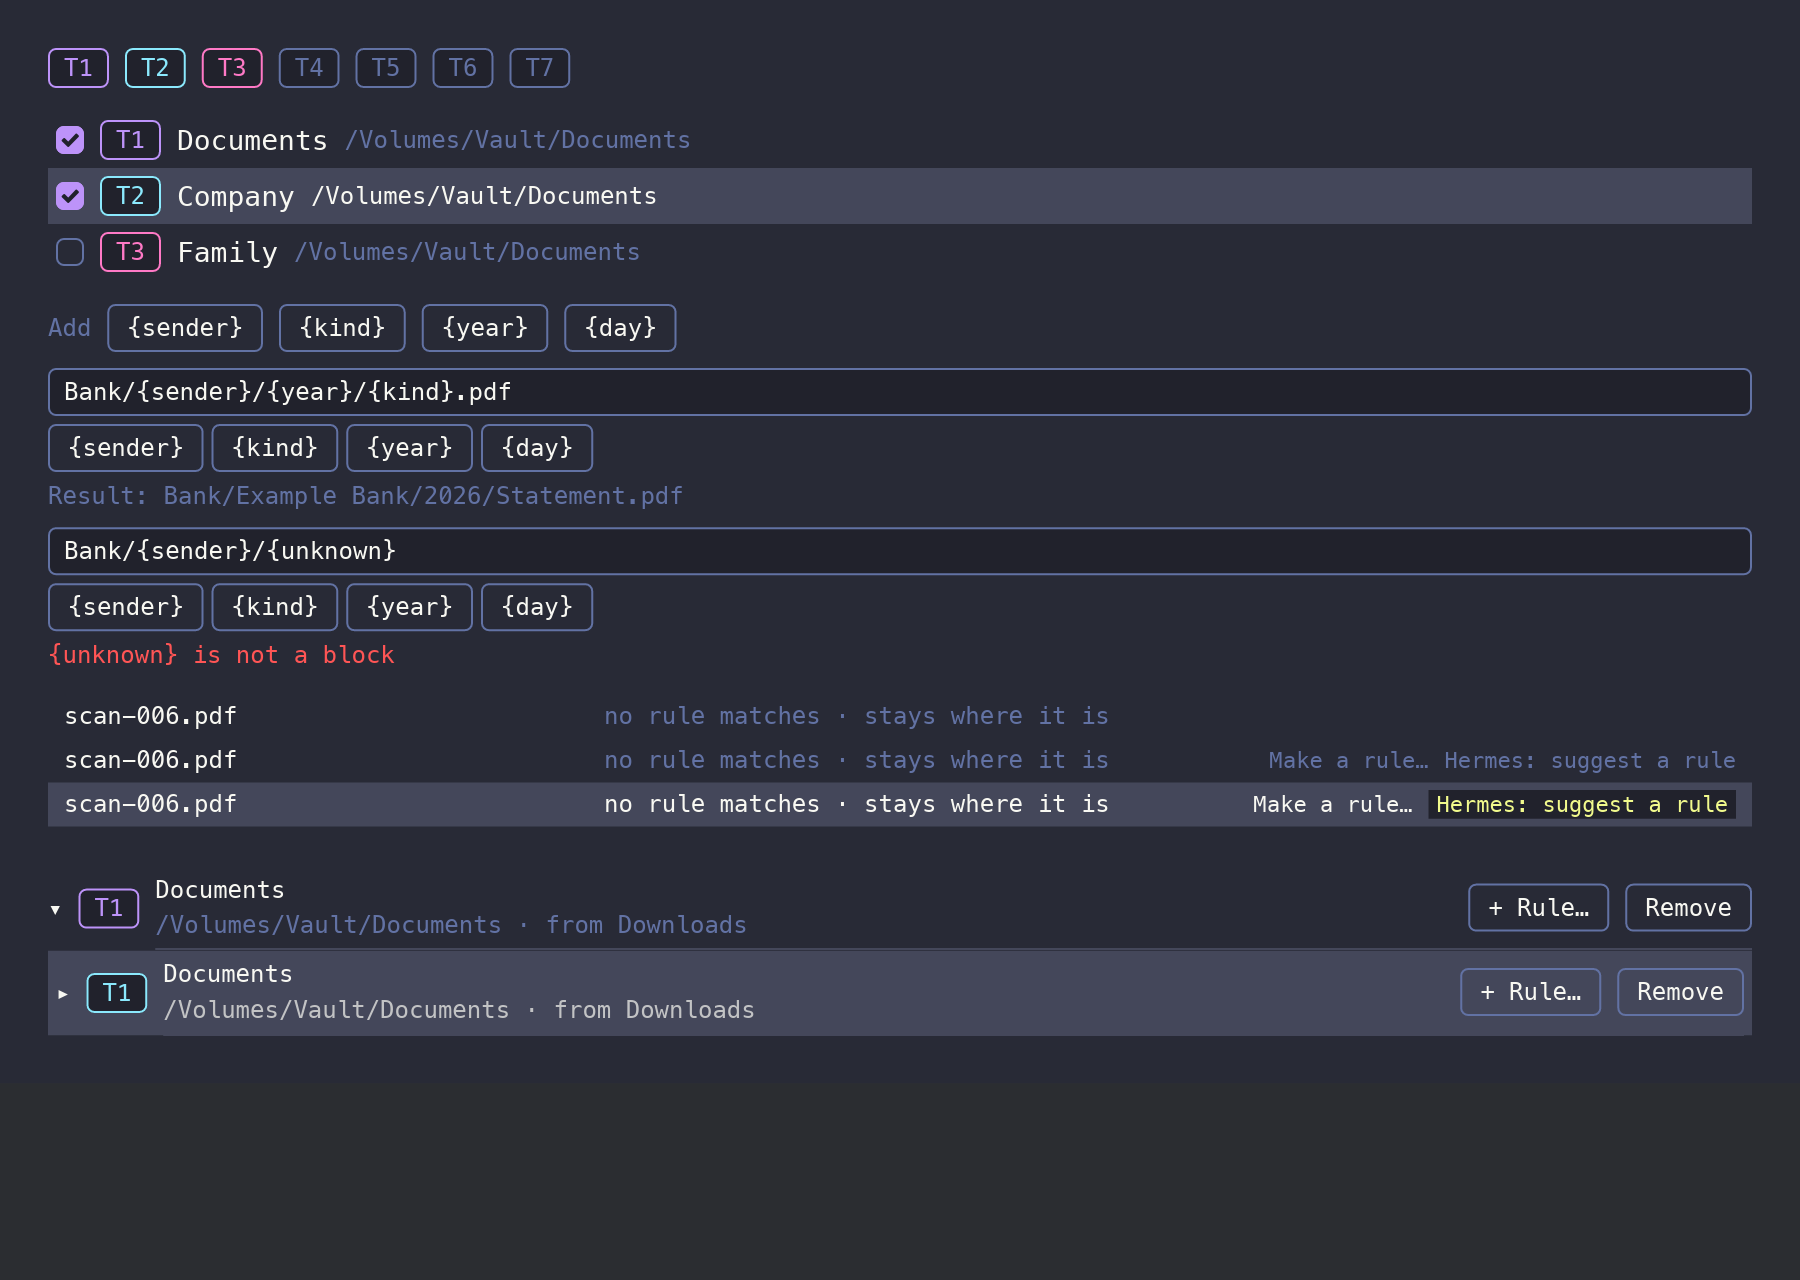 T1 T2 T3 T4 T5 T6 T7
T1 Documents /Volumes/Vault/Documents
T2 Company /Volumes/Vault/Documents
T3 Family /Volumes/Vault/Documents
Add {sender} {kind} {year} {day}
Bank/{sender}/{year}/{kind}.pdf
{sender} {kind} {year} {day}
Result: Bank/Example Bank/2026/Statement.pdf
Bank/{sender}/{unknown}
{sender} {kind} {year} {day}
{unknown} is not a block
scan-006.pdf no rule matches · stays where it is
scan-006.pdf no rule matches · stays where it is Make a rule… Hermes: suggest a rule
scan-006.pdf no rule matches · stays where it is Make a rule… Hermes: suggest a rule
▾ T1 Documents + Rule… Remove
/Volumes/Vault/Documents · from Downloads
▸ T1 Documents + Rule… Remove
/Volumes/Vault/Documents · from Downloads